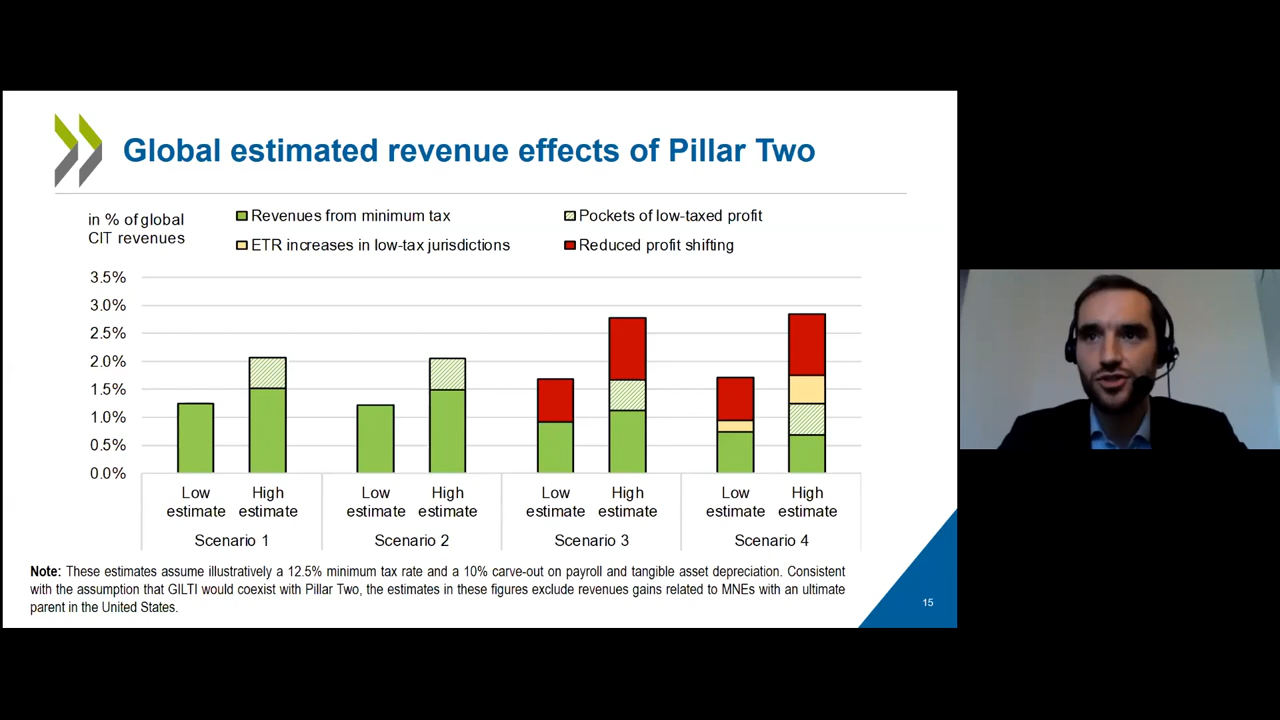 Global estimated revenue effects of Pillar Two
in % of global
CIT revenues
Revenues from minimum tax
Pockets of low-taxed profit
ETR increases in low-tax jurisdictions
Reduced profit shifting
3.5%
3.0%
2.5%
2.0%
1.5%
1.0%
0.5%
0.0%
Low estimate
High estimate
Low estimate
High estimate
Low estimate
High estimate
Low estimate
High estimate
Scenario 1
Scenario 2
Scenario 3
Scenario 4
Note: These estimates assume illustratively a 12.5% minimum tax rate and a 10% carve-out on payroll and tangible asset depreciation. Consistent
with the assumption that GILTI would coexist with Pillar Two, the estimates in these figures exclude revenues gains related to MNEs with an ultimate
parent in the United States.
15